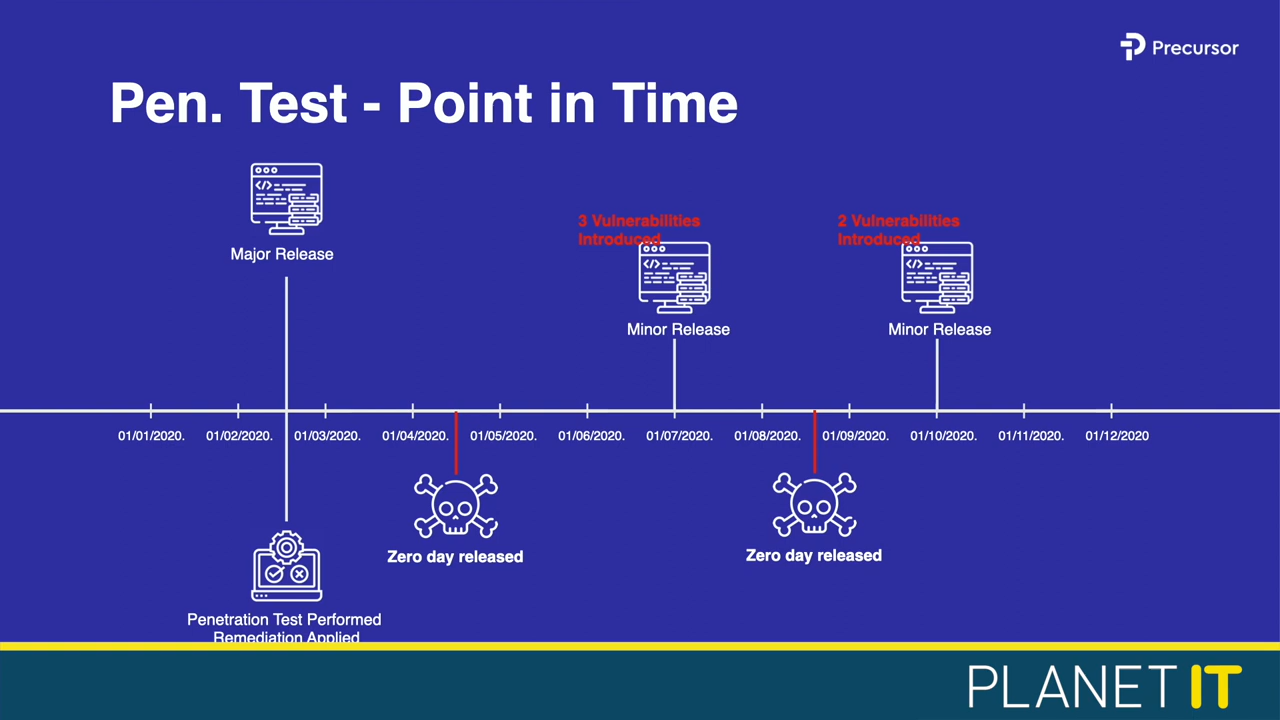 Precursor
Pen. Test - Point in Time
3 Vulnerabilities
Introduced
2 Vulnerabilities
Introduced
Major Release
Minor Release
Minor Release
01/01/2020.
01/02/2020.
01/03/2020.
01/04/2020.
01/05/2020.
01/06/2020.
01/07/2020.
01/08/2020.
01/09/2020.
01/10/2020.
01/11/2020.
01/12/2020
Zero day released
Zero day released
Penetration Test Performed
Remediation Applied
PLANET IT